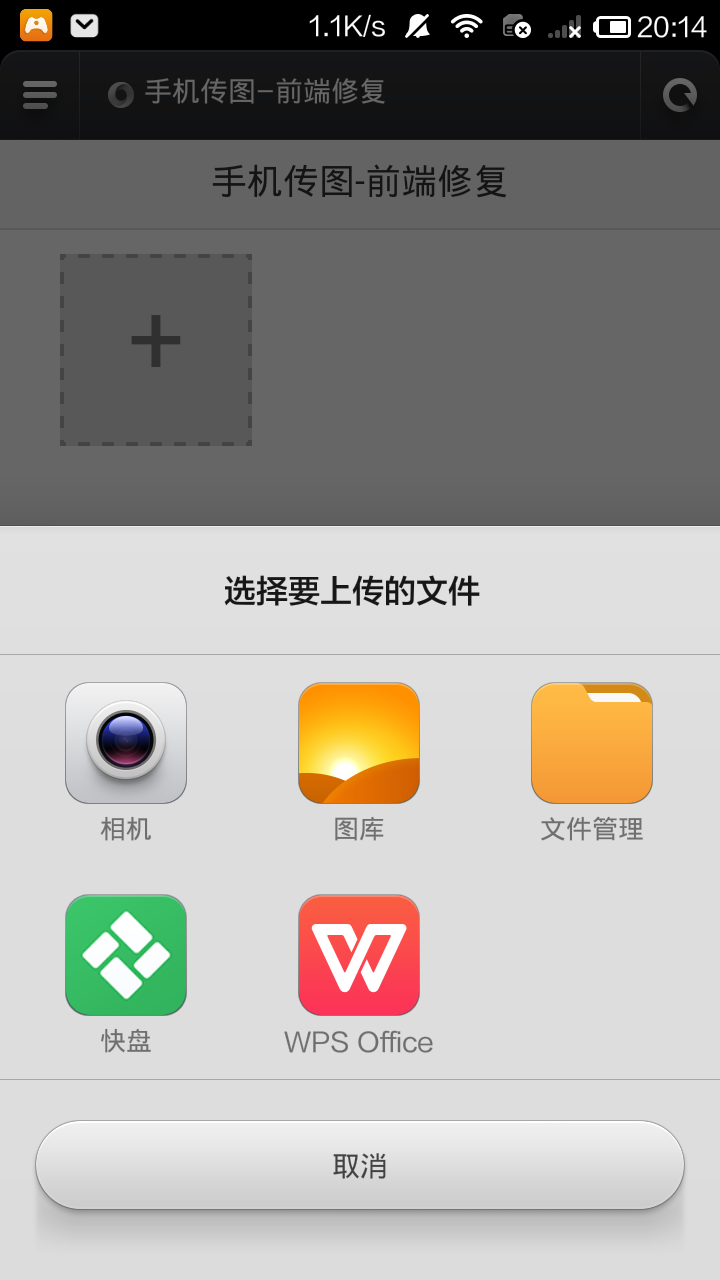 1.1K/s 20:14
手机传图-前端修复
手机传图-前端修复
选择要上传的文件
相机 图库 文件管理
快盘 WPS Office
取消